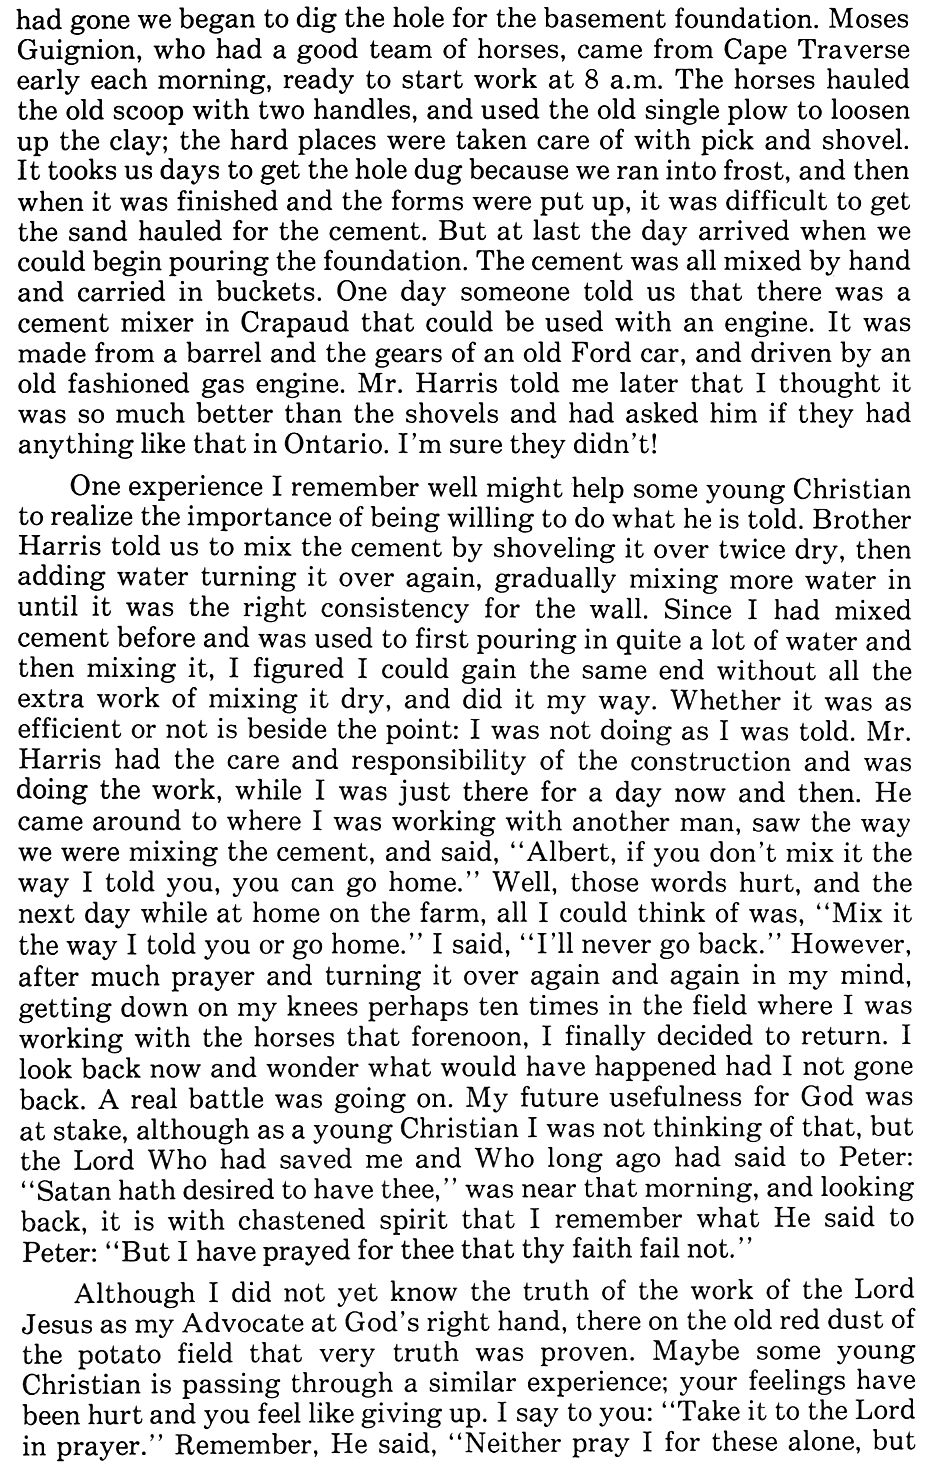 had gone we began to dig the hole for the basement foundation. Moses
Guignion, who had a good team of horses, came from Cape Traverse
early each morning, ready to start work at 8 a.m. The horses hauled
the old scoop with two handles, and used the old single plow to loosen
up the clay; the hard places were taken care of with pick and shovel.
It tooks us days to get the hole dug because we ran into frost, and then
when it was finished and the forms were put up, it was difficult to get
the sand hauled for the cement. But at last the day arrived when we
could begin pouring the foundation. The cement was all mixed by hand
and carried in buckets. One day someone told us that there was a
cement mixer in Crapaud that could be used with an engine. It was
made from a barrel and the gears of an old Ford car, and driven by an
old fashioned gas engine. Mr. Harris told me later that I thought it
was so much better than the shovels and had asked him if they had
anything like that in Ontario. I'm sure they didn't!
One experience I remember well might help some young Christian
to realize the importance of being willing to do what he is told. Brother
Harris told us to mix the cement by shoveling it over twice dry, then
adding water turning it over again, gradually mixing more water in
until it was the right consistency for the wall. Since I had mixed
cement before and was used to first pouring in quite a lot of water and
then mixing it, I figured I could gain the same end without all the
extra work of mixing it dry, and did it my way. Whether it was as
efficient or not is beside the point: I was not doing as I was told. Mr.
Harris had the care and responsibility of the construction and was
doing the work, while I was just there for a day now and then. He
came around to where I was working with another man, saw the way
we were mixing the cement, and said, "Albert, if you don't mix it the
way I told you, you can go home." Well, those words hurt, and the
next day while at home on the farm, all I could think of was, "Mix it
the way I told you or go home." I said, "I'll never go back." However,
after much prayer and turning it over again and again in my mind,
getting down on my knees perhaps ten times in the field where I was
working with the horses that forenoon, I finally decided to return. I
look back now and wonder what would have happened had I not gone
back. A real battle was going on. My future usefulness for God was
at stake, although as a young Christian I was not thinking of that, but
the Lord Who had saved me and Who long ago had said to Peter:
"Satan hath desired to have thee," was near that morning, and looking
back, it is with chastened spirit that I remember what He said to
Peter: "But I have prayed for thee that thy faith fail not."
Although I did not yet know the truth of the work of the Lord
Jesus as my Advocate at God's right hand, there on the old red dust of
the potato field that very truth was proven. Maybe some young
Christian is passing through a similar experience; your feelings have
been hurt and you feel like giving up. I say to you: "Take it to the Lord
in prayer." Remember, He said, "Neither pray I for these alone, but